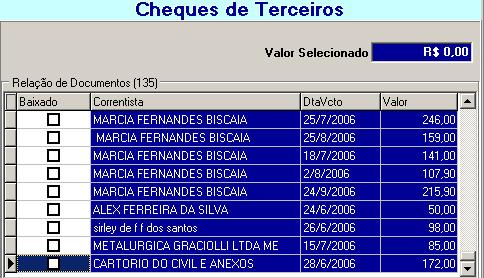 Cheques de Terceiros
Valor Selecionado R$ 0,00
Relação de Documentos (135)
Baixado Correntista DtaVcto Valor
MARCIA FERNANDES BISCAIA 25/7/2006 246,00
MARCIA FERNANDES BISCAIA 25/8/2006 159,00
MARCIA FERNANDES BISCAIA 18/7/2006 141,00
MARCIA FERNANDES BISCAIA 2/8/2006 107,90
MARCIA FERNANDES BISCAIA 24/9/2006 215,90
ALEX FERREIRA DA SILVA 24/6/2006 50,00
sirley de f f dos santos 26/6/2006 98,00
METALURGICA GRACIOLLI LTDA ME 15/7/2006 85,00
CARTORIO DO CIVIL E ANEXOS 28/6/2006 172,00